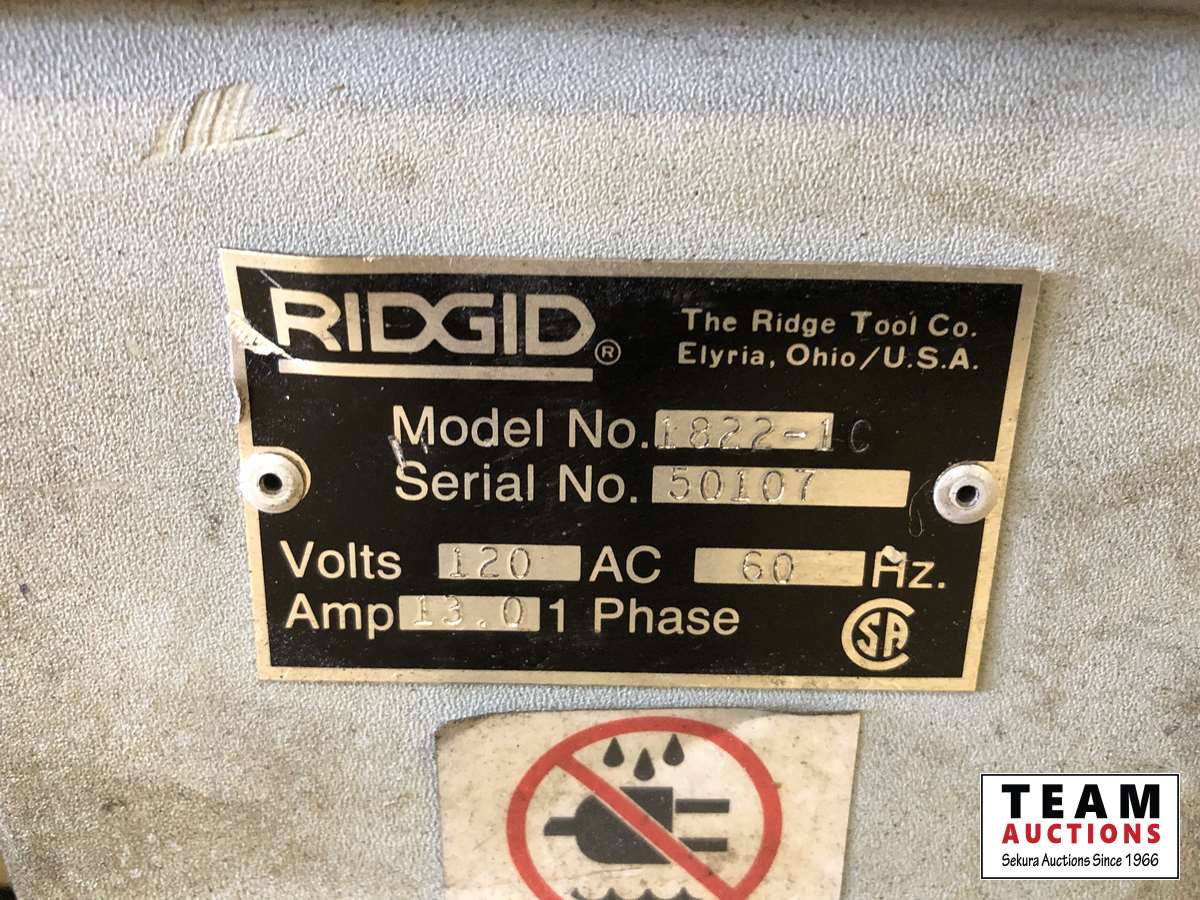 RIDGID®
The Ridge Tool Co.
Elyria, Ohio/U.S.A.
Model No. 1822-1C
Serial No. 50107
Volts 120 AC 60 Hz.
Amp 13.0 1 Phase
CSA
TEAM
AUCTIONS
Sekura Auctions Since 1966